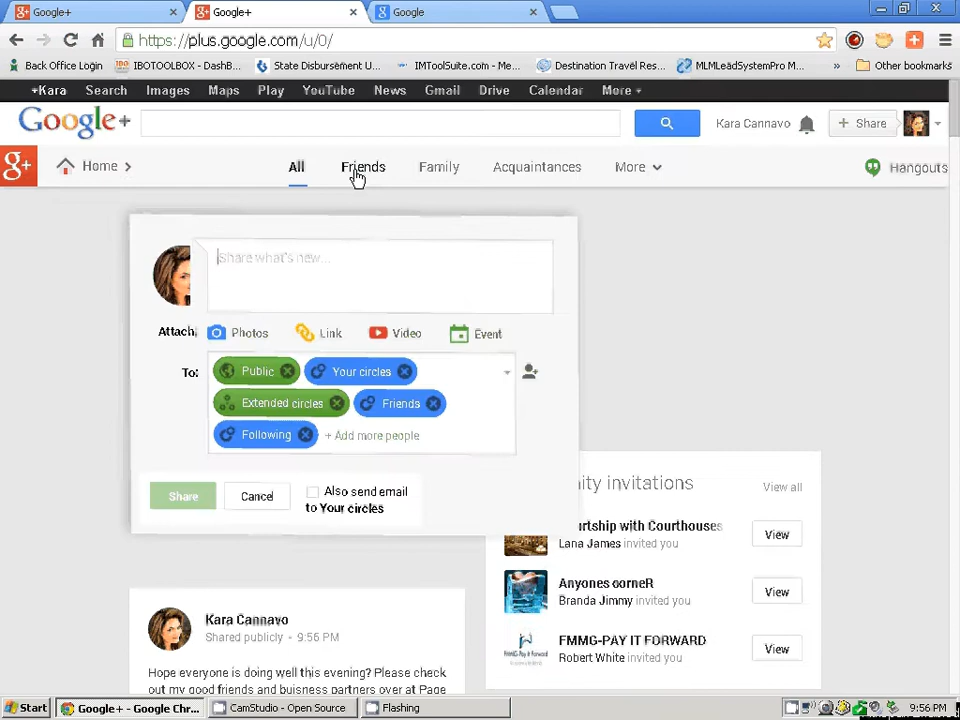 Google+ Google+ Google
https://plus.google.com/u/0/
Back Office Login IBOTOOLBOX - DashB... State Disbursement U... IMToolSuite.com - Me... Destination Travel Res... MLMLeadSystemPro M... » Other bookmarks
+Kara Search Images Maps Play YouTube News Gmail Drive Calendar More
Google+ Kara Cannavo + Share
g+ Home All Friends Family Acquaintances More Hangouts
Share what's new...
Attach: Photos Link Video Event
To: Public Your circles
Extended circles Friends
Following + Add more people
Share Cancel Also send email
to Your circles
ity invitations View all
rtship with Courthouses
Lana James invited you View
Anyones corneR
Branda Jimmy invited you View
FMMG-PAY IT FORWARD
Robert White invited you View
Kara Cannavo
Shared publicly - 9:56 PM
Hope everyone is doing well this evening? Please check
out my good friends and buisness partners over at Page
Start Google+ - Google Chr... CamStudio - Open Source Flashing 9:56 PM